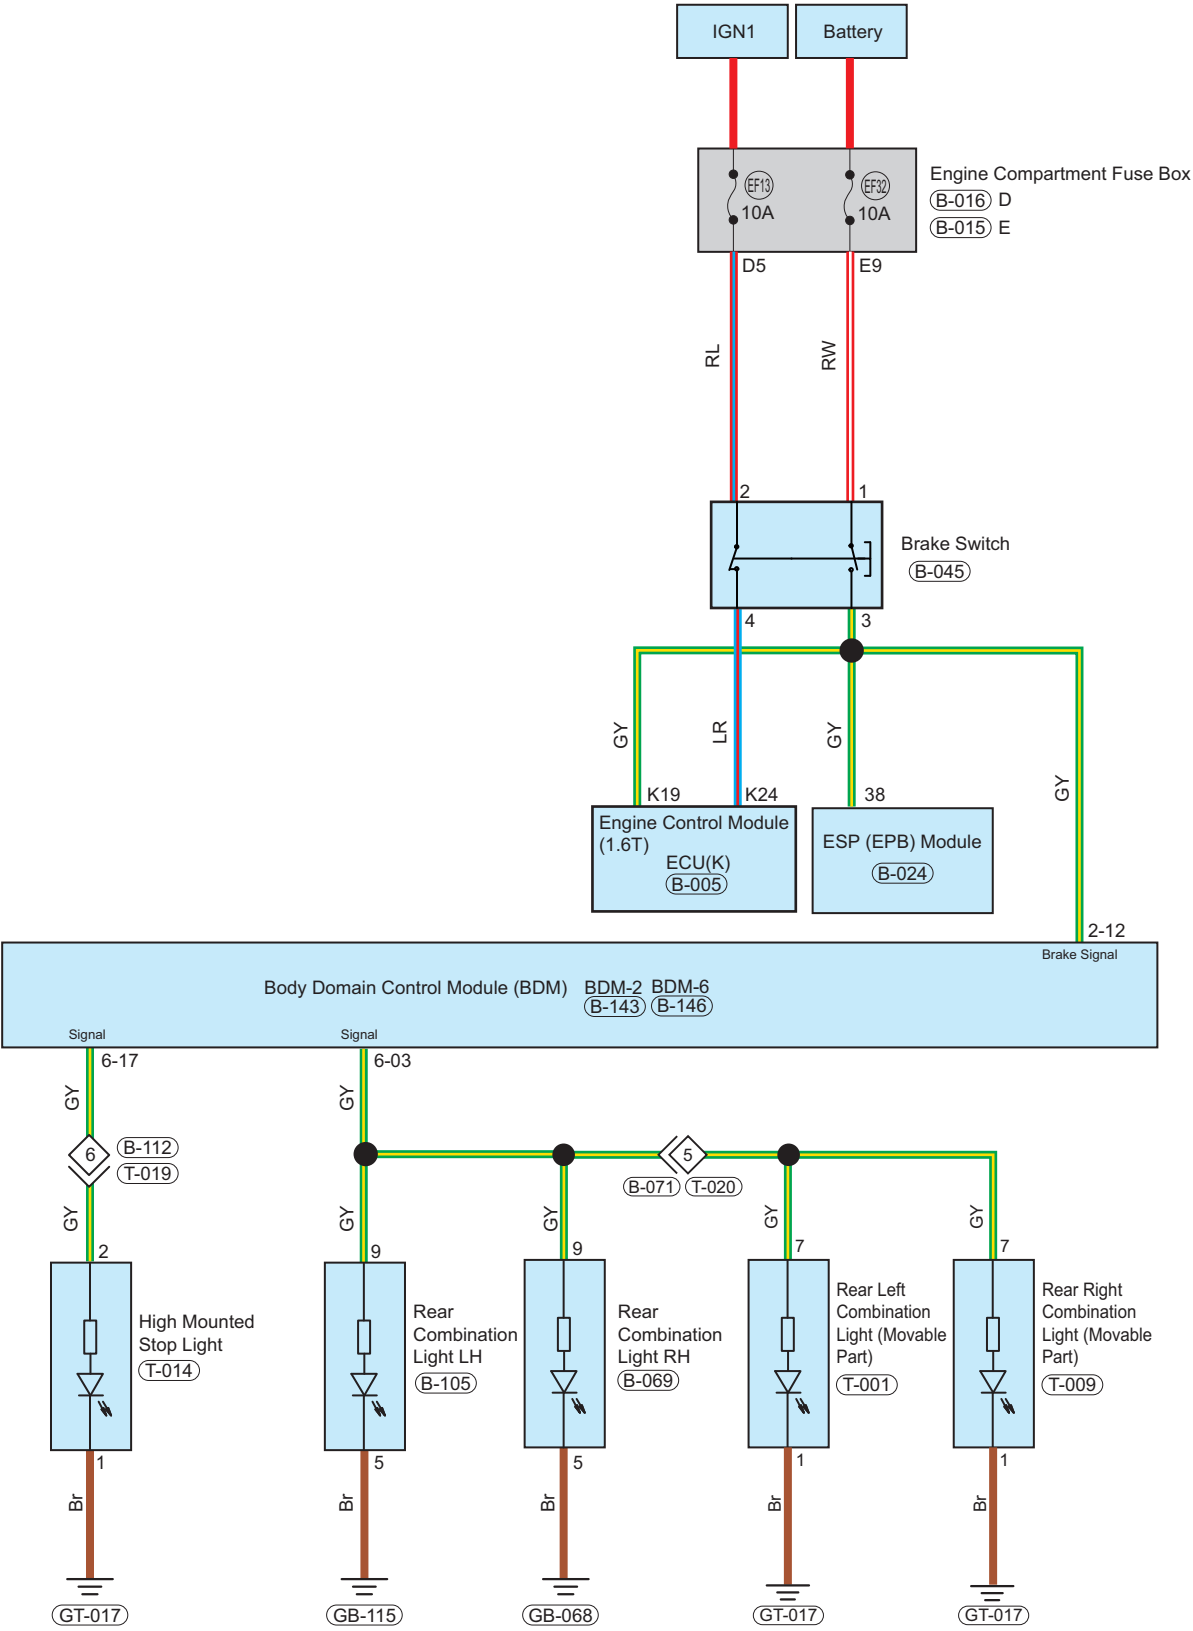 IGN1
Battery
EF13
10A
EF32
10A
Engine Compartment Fuse Box
B-016 D
B-015 E
D5
E9
RL
RW
2
1
Brake Switch
B-045
4
3
GY
LR
GY
GY
K19
K24
38
Engine Control Module
(1.6T)
ECU(K)
B-005
ESP (EPB) Module
B-024
2-12
Brake Signal
Body Domain Control Module (BDM)
BDM-2 BDM-6
B-143 B-146
Signal
Signal
6-17
6-03
GY
GY
6
B-112
T-019
5
B-071 T-020
GY
GY
GY
GY
GY
2
9
9
7
7
High Mounted
Stop Light
T-014
Rear
Combination
Light LH
B-105
Rear
Combination
Light RH
B-069
Rear Left
Combination
Light (Movable
Part)
T-001
Rear Right
Combination
Light (Movable
Part)
T-009
1
5
5
1
1
Br
Br
Br
Br
Br
GT-017
GB-115
GB-068
GT-017
GT-017